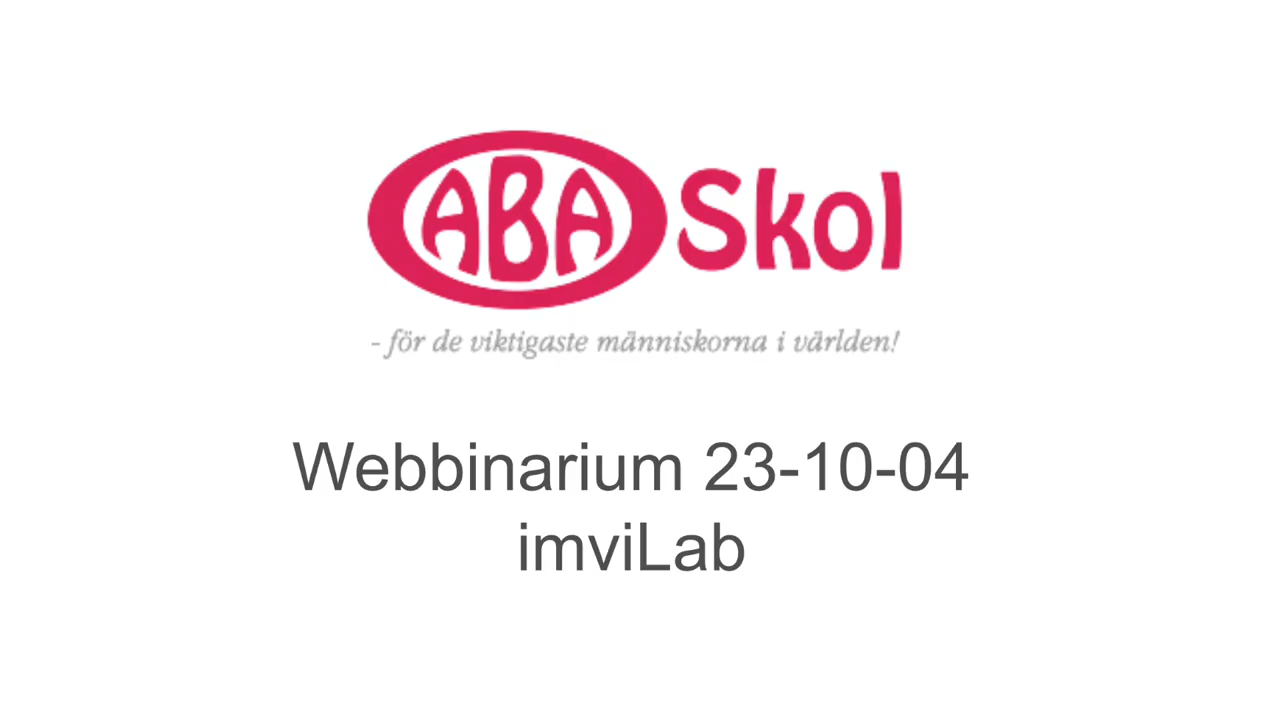 ABA Skol
- för de viktigaste människorna i världen!
Webbinarium 23-10-04
imviLab